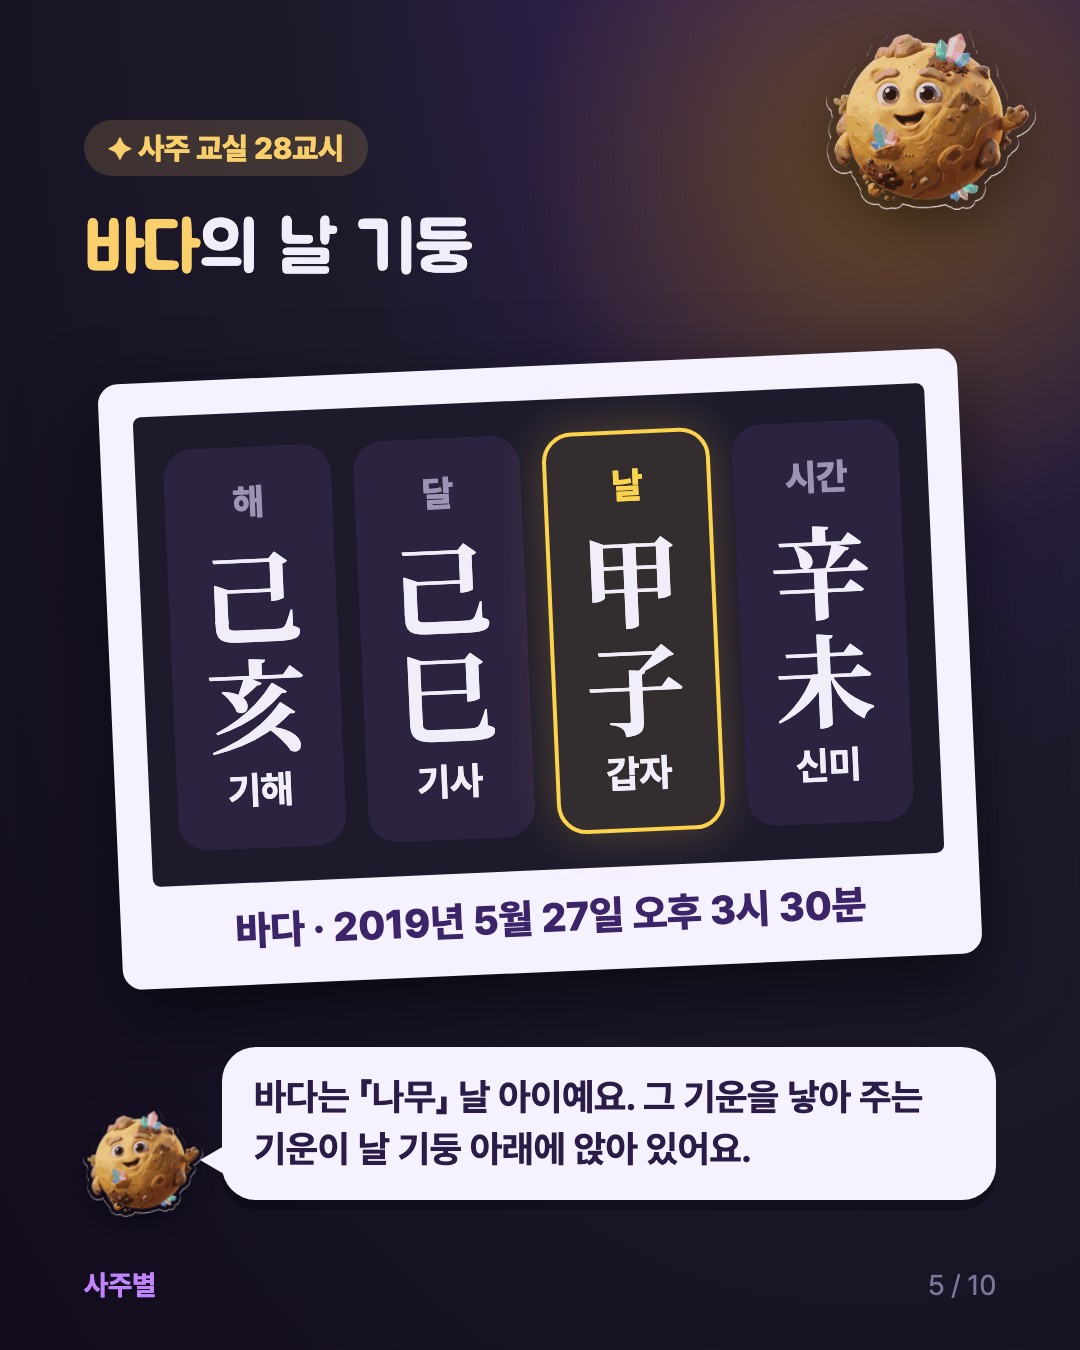 ✦ 사주 교실 28교시
바다의 날 기둥
해
己
亥
기해
달
己
巳
기사
날
甲
子
갑자
시간
辛
未
신미
바다 · 2019년 5월 27일 오후 3시 30분
바다는 「나무」 날 아이예요. 그 기운을 낳아 주는
기운이 날 기둥 아래에 앉아 있어요.
사주별
5 / 10